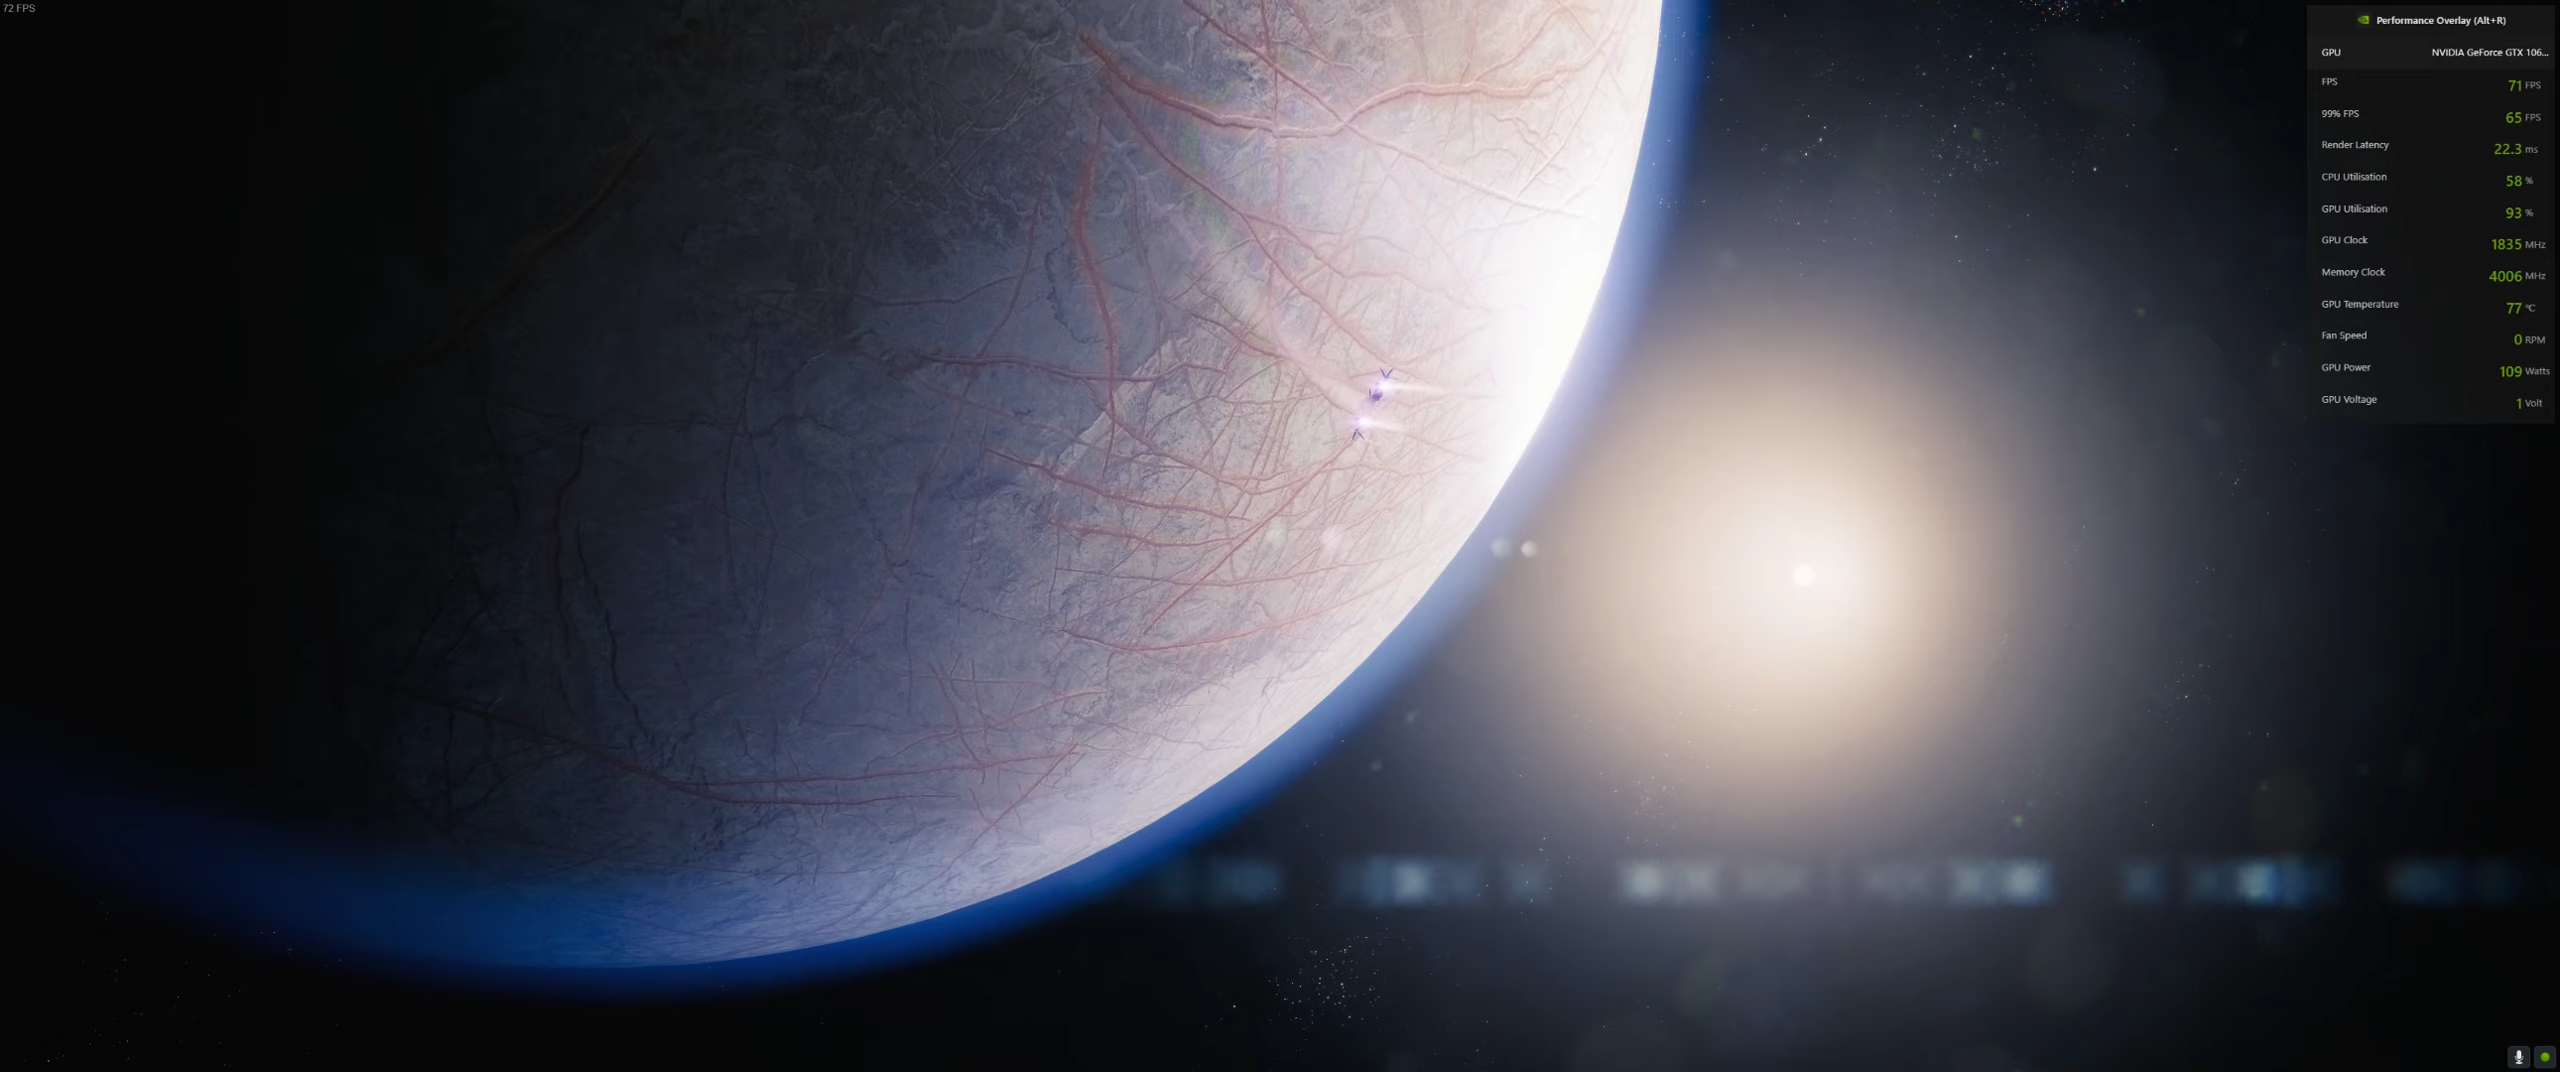 72 FPS
Performance Overlay (Alt+R)
GPU NVIDIA GeForce GTX 106...
FPS 71 FPS
99% FPS 65 FPS
Render Latency 22.3 ms
CPU Utilisation 58 %
GPU Utilisation 93 %
GPU Clock 1835 MHz
Memory Clock 4006 MHz
GPU Temperature 77 °C
Fan Speed 0 RPM
GPU Power 109 Watts
GPU Voltage 1 Volt